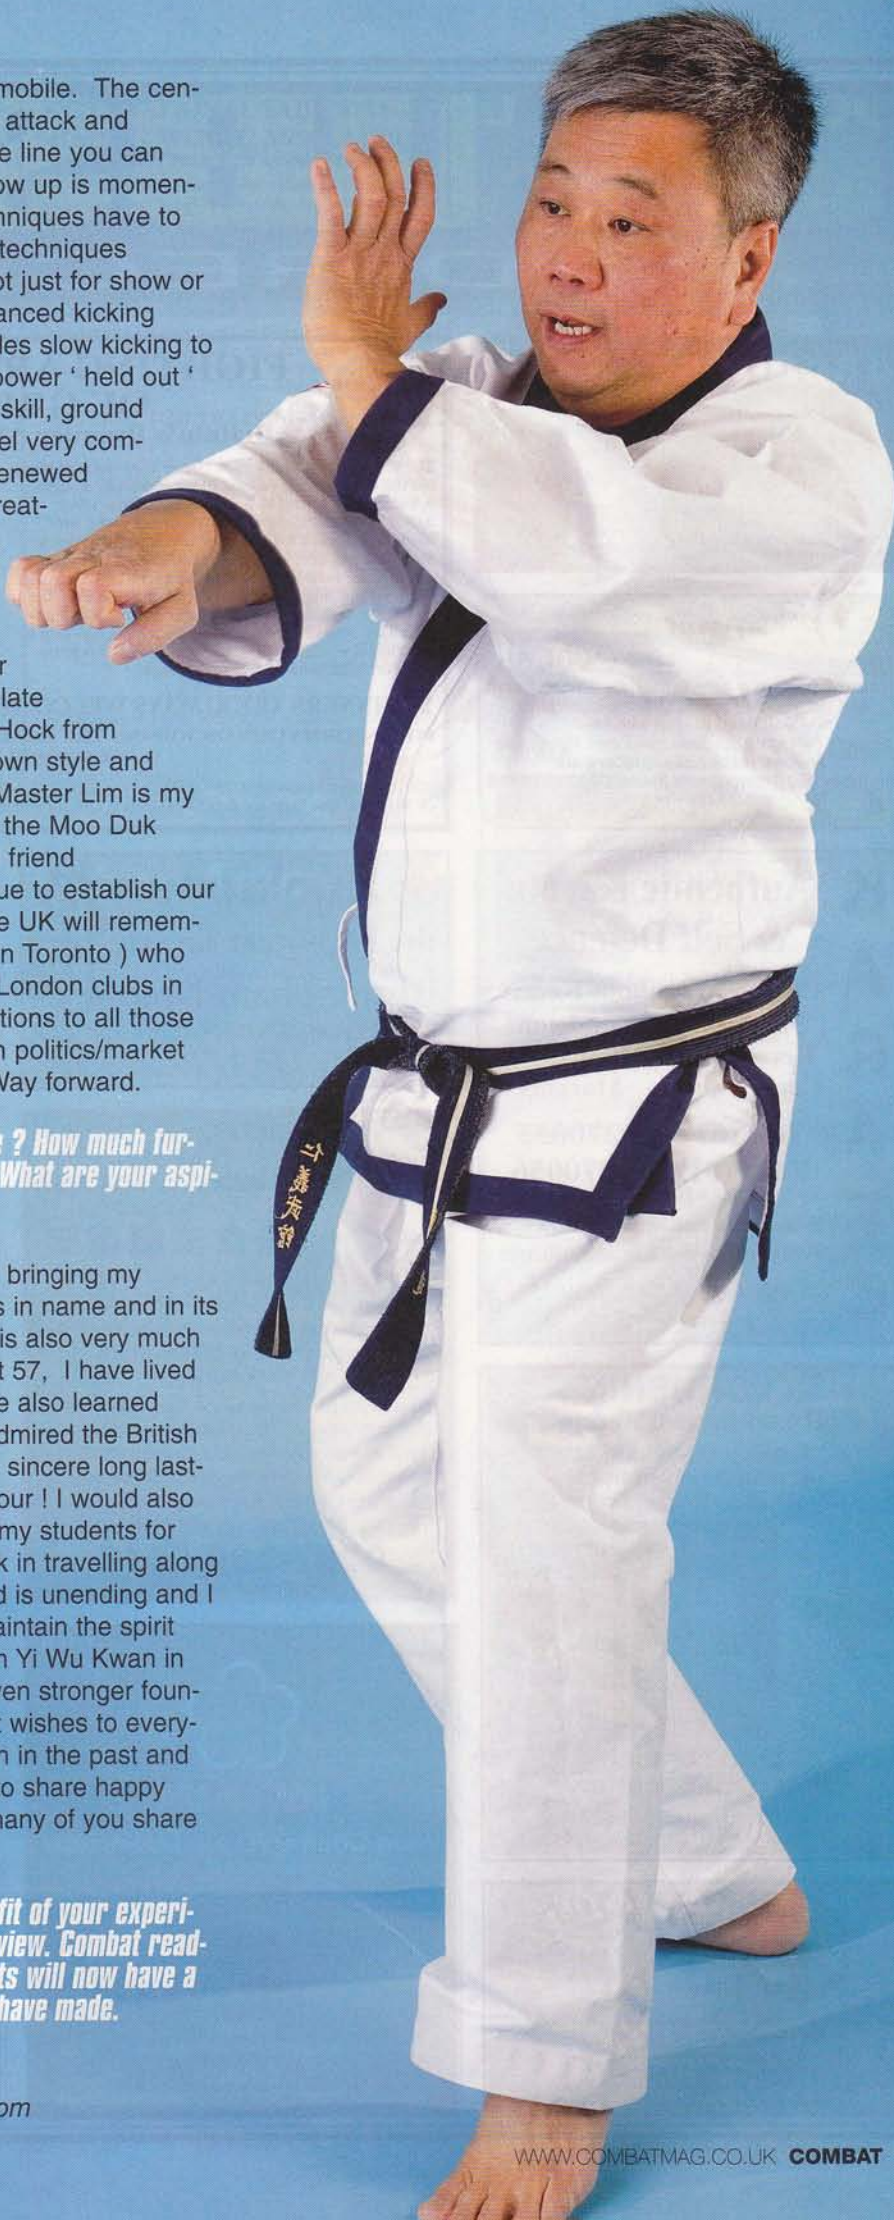 mobile. The cen-
attack and
e line you can
ow up is momen-
hniques have to
techniques
ot just for show or
anced kicking
les slow kicking to
power ‘ held out ‘
skill, ground
el very com-
enewed
reat-
r
late
Hock from
own style and
Master Lim is my
the Moo Duk
friend
ue to establish our
e UK will remem-
n Toronto ) who
London clubs in
tions to all those
n politics/market
Way forward.
e ? How much fur-
What are your aspi-
bringing my
s in name and in its
is also very much
t 57, I have lived
e also learned
dmired the British
sincere long last-
our ! I would also
my students for
k in travelling along
d is unending and I
aintain the spirit
n Yi Wu Kwan in
ven stronger foun-
t wishes to every-
n in the past and
o share happy
many of you share
fit of your experi-
view. Combat read-
ts will now have a
have made.
om
仁義武館
WWW.COMBATMAG.CO.UK COMBAT